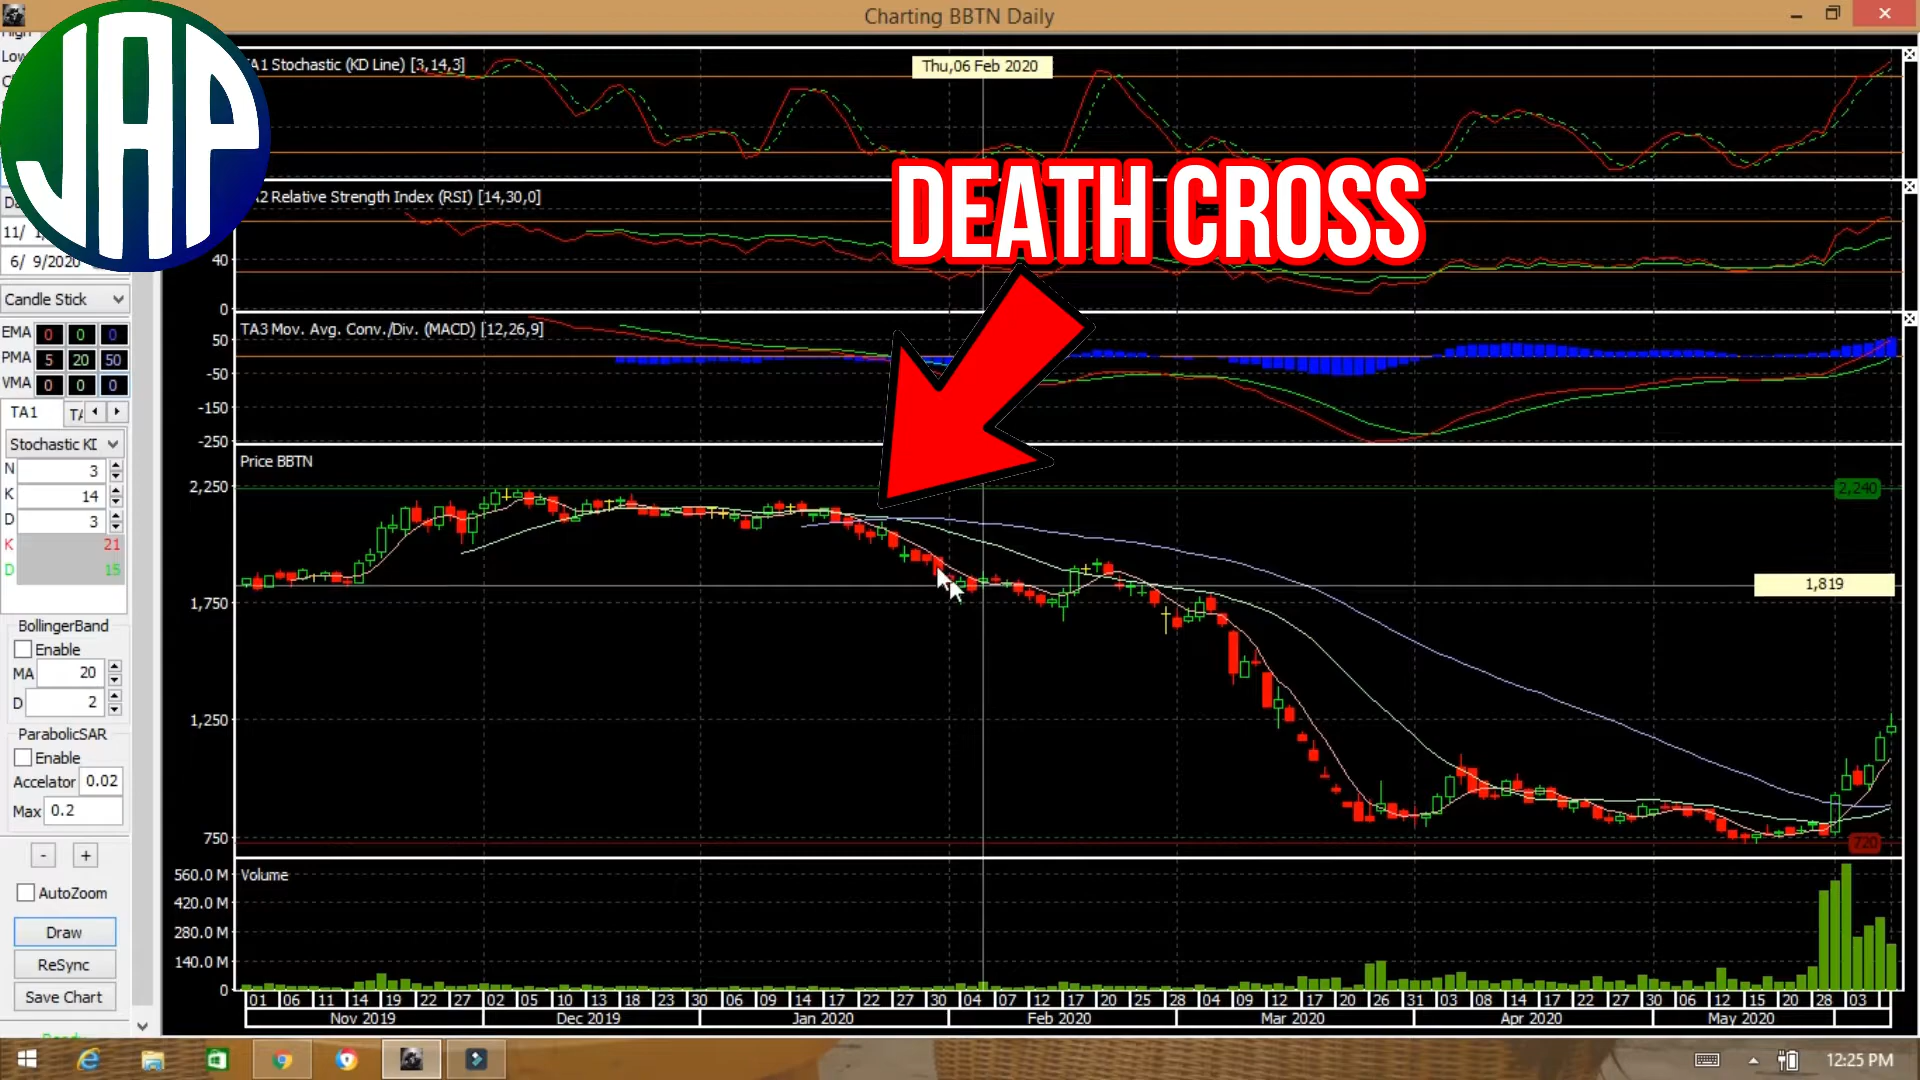 Charting BBTN Daily
JAP
TA1 Stochastic (KD Line) [3,14,3]
Thu,06 Feb 2020
DEATH CROSS
TA2 Relative Strength Index (RSI) [14,30,0]
40
0
TA3 Mov. Avg. Conv./Div. (MACD) [12,26,9]
50
-50
-150
-250
Price BBTN
2,250
2,240
1,819
1,750
1,250
750
720
Volume
560.0 M
420.0 M
280.0 M
140.0 M
0
01 06 11 14 19 22 27 02 05 10 13 18 23 30 06 09 14 17 22 27 30 04 07 12 17 20 25 28 04 09 12 17 20 26 31 03 08 14 17 22 27 30 06 12 15 20 28 03
Nov 2019 Dec 2019 Jan 2020 Feb 2020 Mar 2020 Apr 2020 May 2020
High
Low
11/
6/ 9/2020
Candle Stick
EMA 0 0 0
PMA 5 20 50
VMA 0 0 0
TA1
Stochastic KD
N 3
K 14
D 3
K 21
D 15
BollingerBand
Enable
MA 20
D 2
ParabolicSAR
Enable
Accelator 0.02
Max 0.2
- +
AutoZoom
Draw
ReSync
Save Chart
12:25 PM